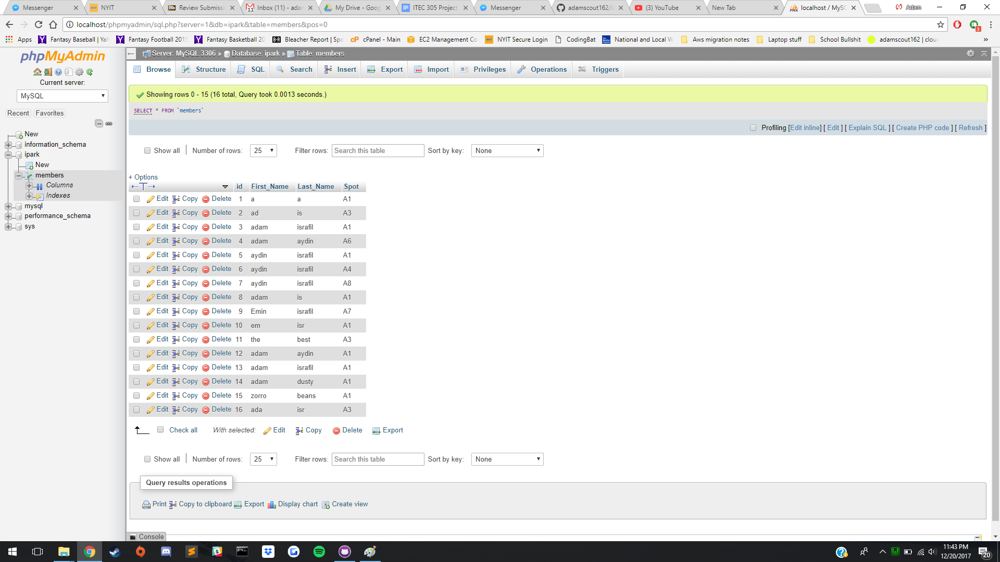 Messenger NYIT Review Submissi Inbox (11) - ada My Drive - Goog ITEC 305 Project Messenger adamscout162/i (3) YouTube New Tab localhost / MySQ Adam
localhost/phpmyadmin/sql.php?server=1&db=ipark&table=members&pos=0
Apps Fantasy Baseball | Yah Fantasy Football 2015 Fantasy Basketball 20 B/R Bleacher Report | Spo cPanel - Main EC2 Management Co NYIT Secure Login CodingBat National and Local W Aws migration notes Laptop stuff School Bullshit adamscout162 | clou »
phpMyAdmin
Current server:
MySQL
Recent Favorites
New
information_schema
ipark
New
members
Columns
Indexes
mysql
performance_schema
sys
Server: MySQL:3306 » Database: ipark » Table: members
Browse Structure SQL Search Insert Export Import Privileges Operations Triggers
Showing rows 0 - 15 (16 total, Query took 0.0013 seconds.)
SELECT * FROM `members`
Profiling [Edit inline] [ Edit ] [ Explain SQL ] [ Create PHP code ] [ Refresh ]
Show all Number of rows: 25 Filter rows: Search this table Sort by key: None
+ Options
id First_Name Last_Name Spot
Edit Copy Delete 1 a a A1
Edit Copy Delete 2 ad is A3
Edit Copy Delete 3 adam israfil A1
Edit Copy Delete 4 adam aydin A6
Edit Copy Delete 5 aydin israfil A1
Edit Copy Delete 6 aydin israfil A4
Edit Copy Delete 7 aydin israfil A8
Edit Copy Delete 8 adam is A1
Edit Copy Delete 9 Emin israfil A7
Edit Copy Delete 10 em isr A1
Edit Copy Delete 11 the best A3
Edit Copy Delete 12 adam aydin A1
Edit Copy Delete 13 adam israfil A1
Edit Copy Delete 14 adam dusty A1
Edit Copy Delete 15 zorro beans A1
Edit Copy Delete 16 ada isr A3
Check all With selected: Edit Copy Delete Export
Show all Number of rows: 25 Filter rows: Search this table Sort by key: None
Query results operations
Print Copy to clipboard Export Display chart Create view
Console
11:43 PM
12/20/2017
20